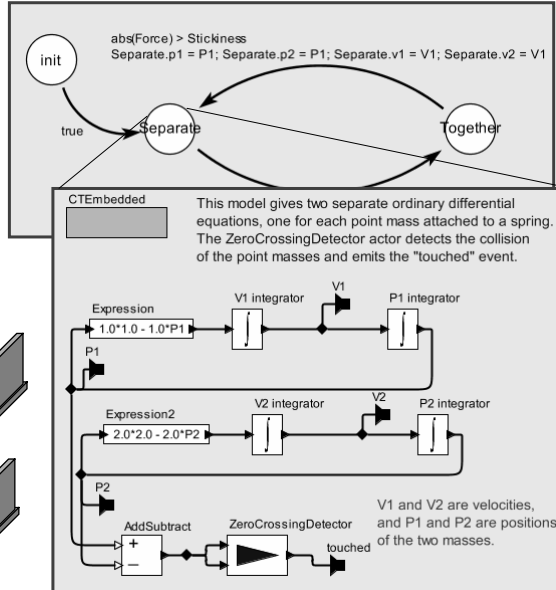 abs(Force) > Stickiness
Separate.p1 = P1; Separate.p2 = P1; Separate.v1 = V1; Separate.v2 = V1
init
true
Separate
Together
CTEmbedded
This model gives two separate ordinary differential
equations, one for each point mass attached to a spring.
The ZeroCrossingDetector actor detects the collision
of the point masses and emits the "touched" event.
Expression
1.0*1.0 - 1.0*P1
V1 integrator
∫
V1
P1 integrator
∫
P1
Expression2
2.0*2.0 - 2.0*P2
V2 integrator
∫
V2
P2 integrator
∫
P2
V1 and V2 are velocities,
and P1 and P2 are positions
of the two masses.
AddSubtract
+
−
ZeroCrossingDetector
touched